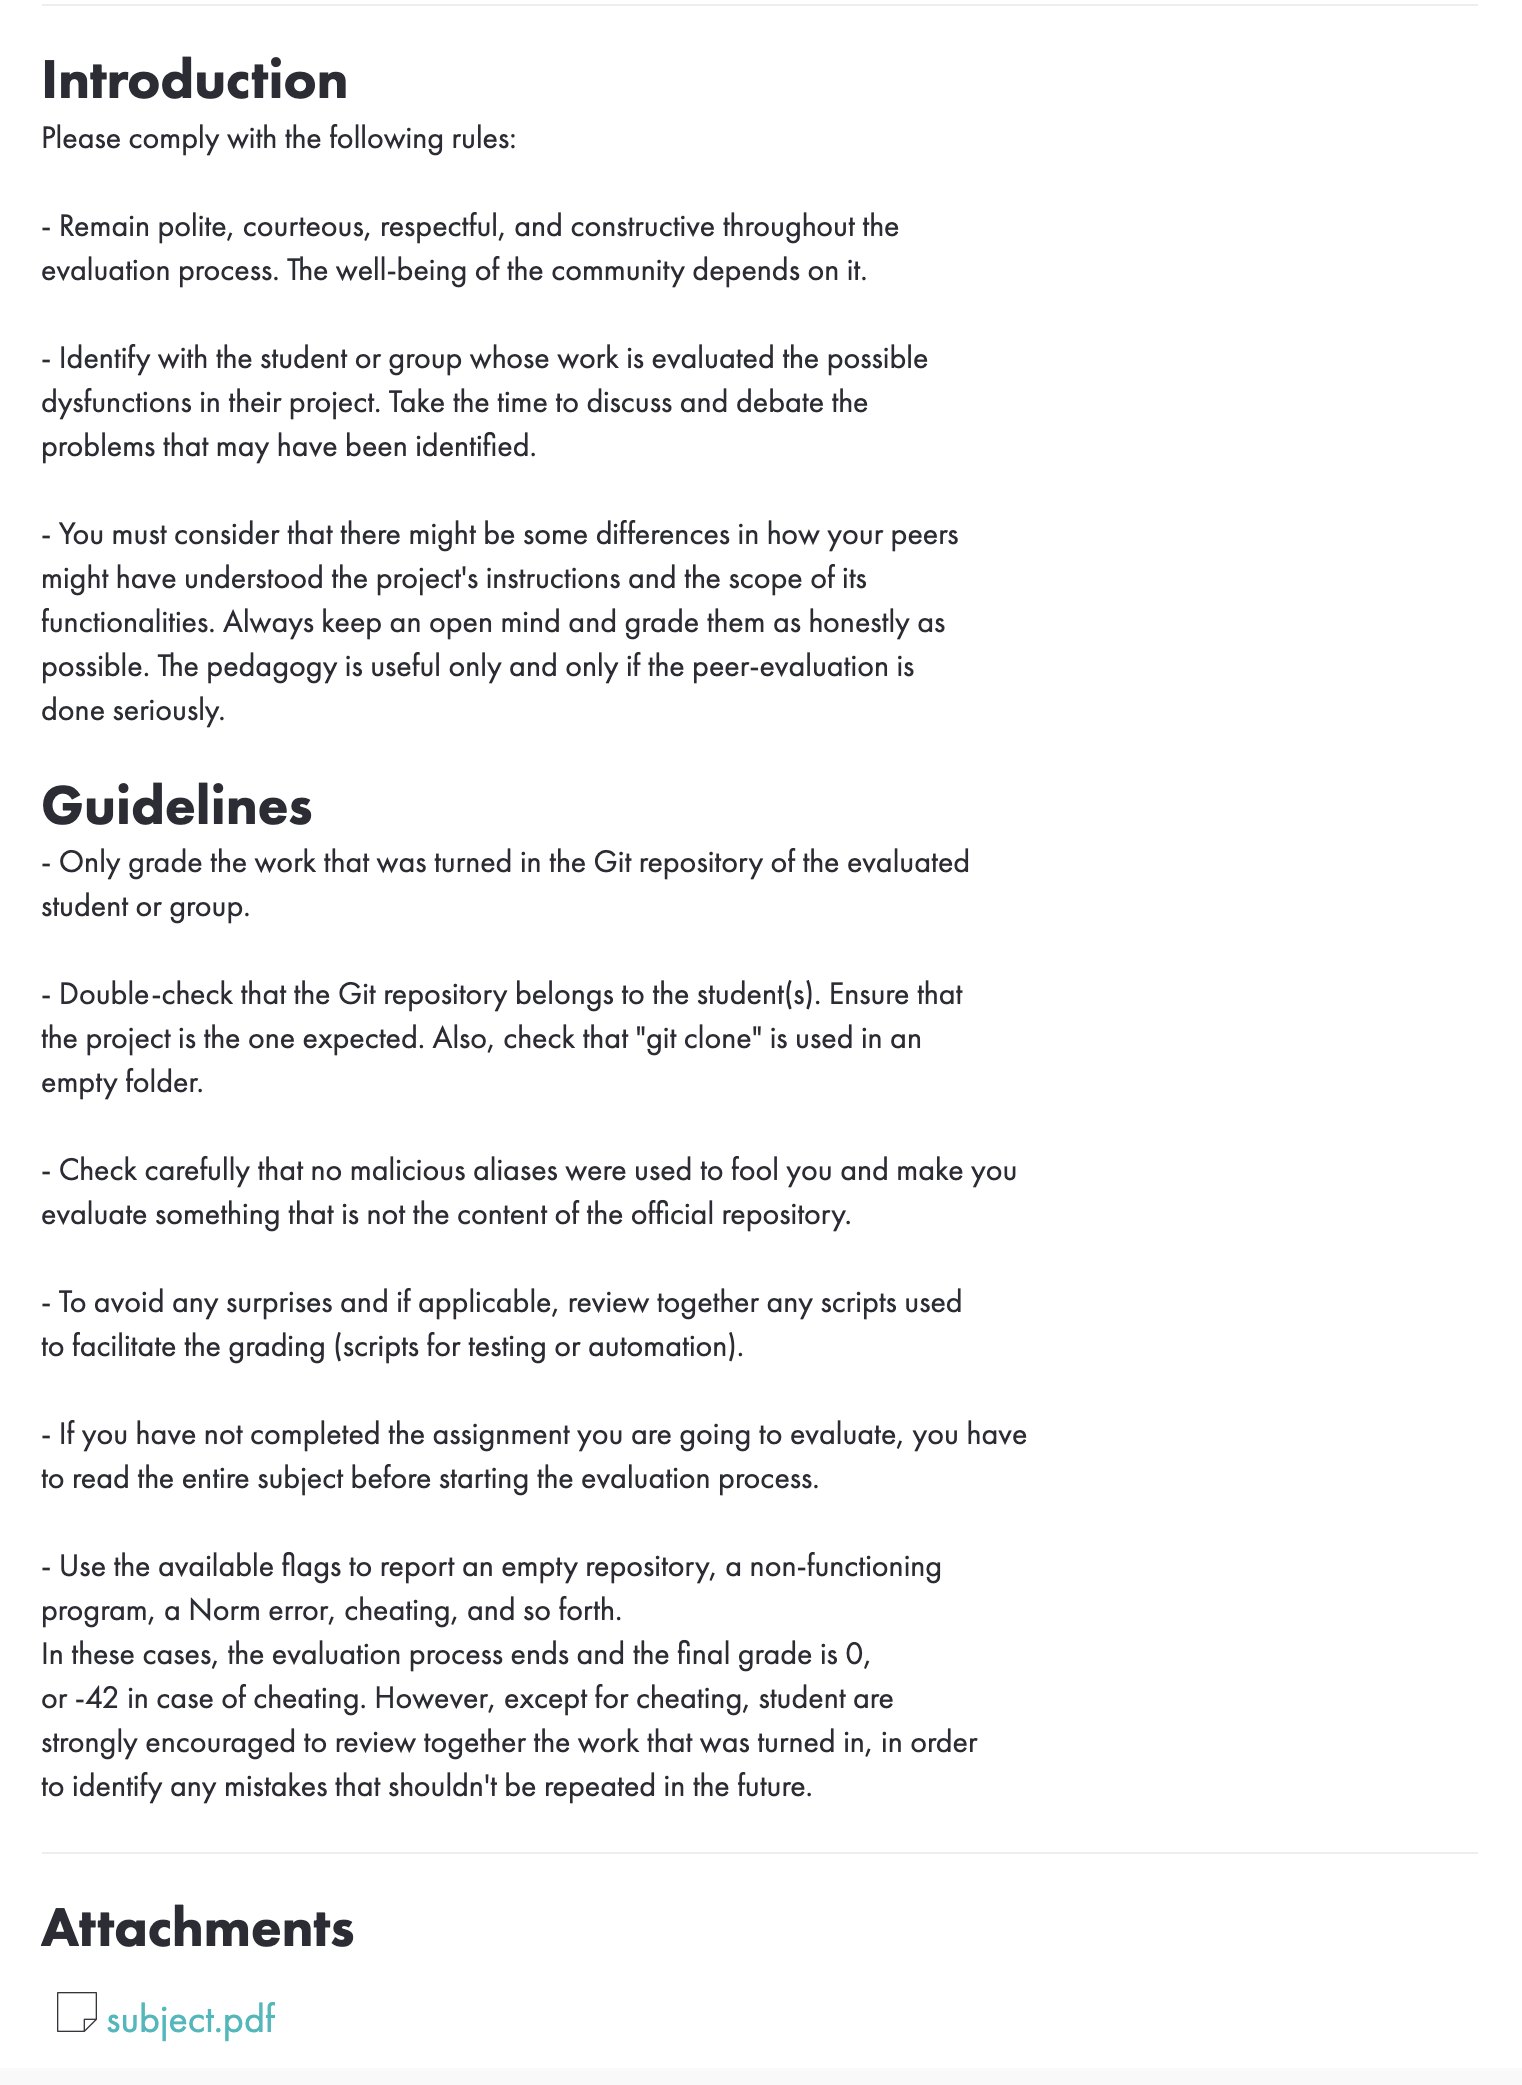 Introduction
Please comply with the following rules:
- Remain polite, courteous, respectful, and constructive throughout the
evaluation process. The well-being of the community depends on it.
- Identify with the student or group whose work is evaluated the possible
dysfunctions in their project. Take the time to discuss and debate the
problems that may have been identified.
- You must consider that there might be some differences in how your peers
might have understood the project's instructions and the scope of its
functionalities. Always keep an open mind and grade them as honestly as
possible. The pedagogy is useful only and only if the peer-evaluation is
done seriously.
Guidelines
- Only grade the work that was turned in the Git repository of the evaluated
student or group.
- Double-check that the Git repository belongs to the student(s). Ensure that
the project is the one expected. Also, check that "git clone" is used in an
empty folder.
- Check carefully that no malicious aliases were used to fool you and make you
evaluate something that is not the content of the official repository.
- To avoid any surprises and if applicable, review together any scripts used
to facilitate the grading (scripts for testing or automation).
- If you have not completed the assignment you are going to evaluate, you have
to read the entire subject before starting the evaluation process.
- Use the available flags to report an empty repository, a non-functioning
program, a Norm error, cheating, and so forth.
In these cases, the evaluation process ends and the final grade is 0,
or -42 in case of cheating. However, except for cheating, student are
strongly encouraged to review together the work that was turned in, in order
to identify any mistakes that shouldn't be repeated in the future.
Attachments
subject.pdf